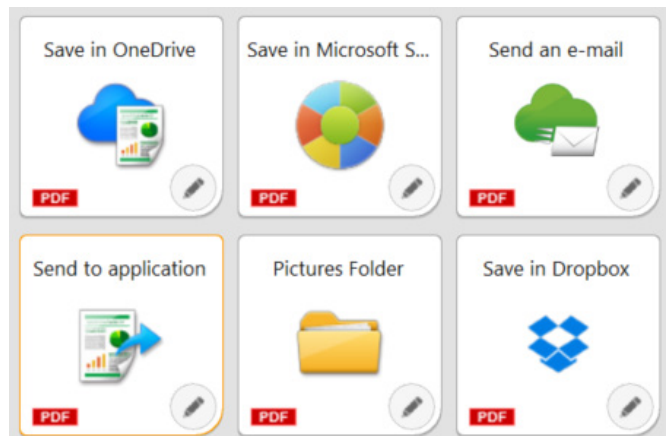 Save in OneDrive
Save in Microsoft S...
Send an e-mail
PDF
PDF
PDF
Send to application
Pictures Folder
Save in Dropbox
PDF
PDF
PDF